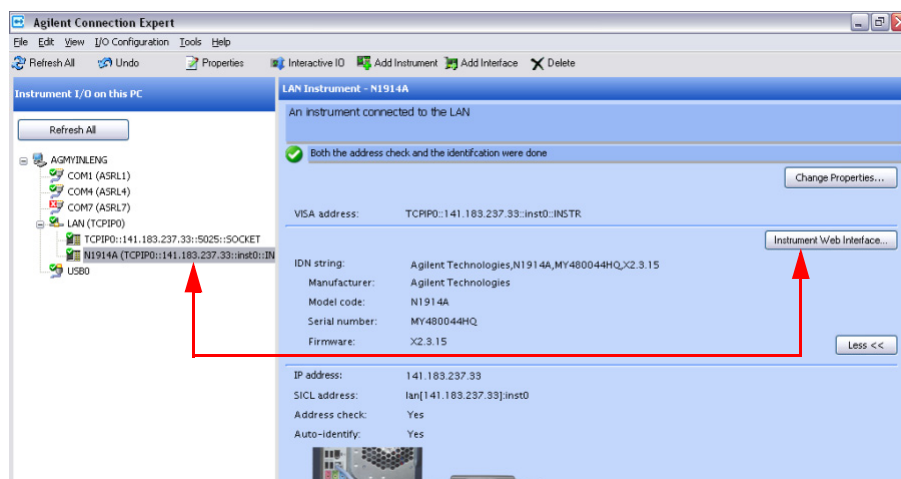 Agilent Connection Expert
File Edit View I/O Configuration Tools Help
Refresh All Undo Properties Interactive IO Add Instrument Add Interface Delete
Instrument I/O on this PC
Refresh All
AGMYINLENG
COM1 (ASRL1)
COM4 (ASRL4)
COM7 (ASRL7)
LAN (TCPIP0)
TCPIP0::141.183.237.33::5025::SOCKET
N1914A (TCPIP0::141.183.237.33::inst0::IN
USB0
LAN Instrument - N1914A
An instrument connected to the LAN
Both the address check and the identifcation were done
Change Properties...
VISA address: TCPIP0::141.183.237.33::inst0::INSTR
Instrument Web Interface...
IDN string: Agilent Technologies,N1914A,MY480044HQ,X2.3.15
Manufacturer: Agilent Technologies
Model code: N1914A
Serial number: MY480044HQ
Firmware: X2.3.15
Less <<
IP address: 141.183.237.33
SICL address: lan[141.183.237.33]:inst0
Address check: Yes
Auto-identify: Yes